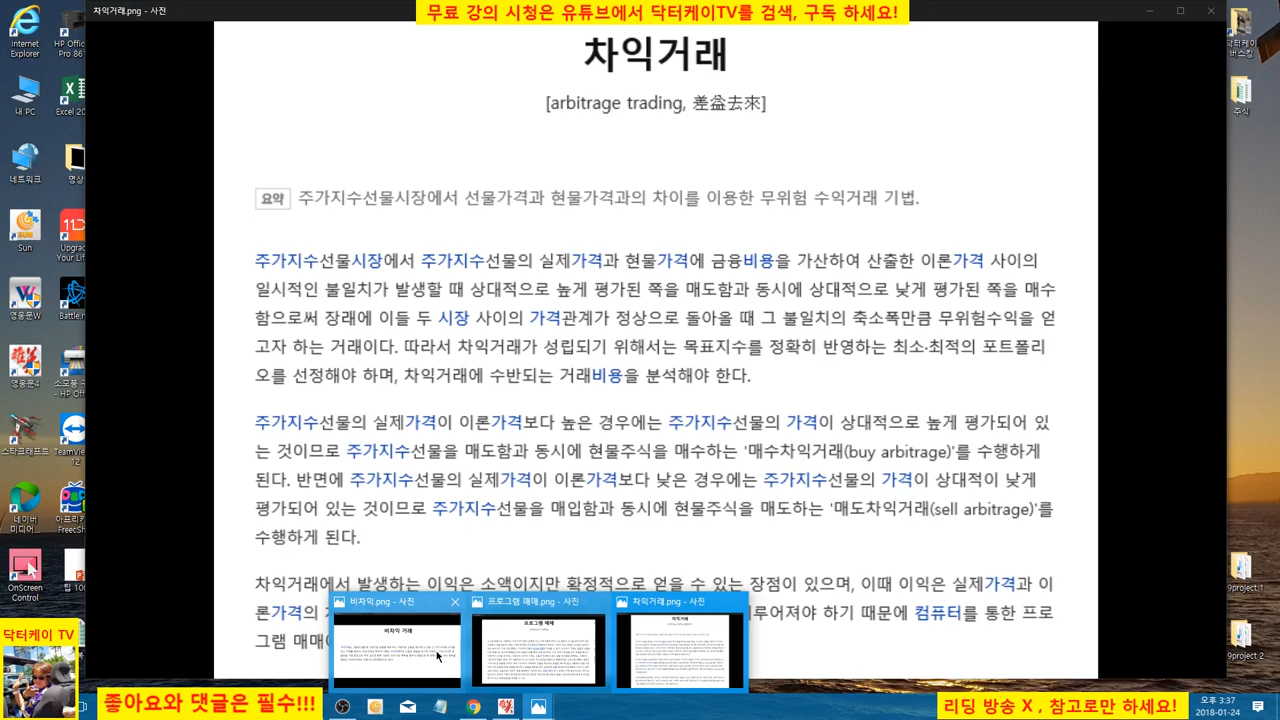 차익거래.png - 사진
무료 강의 시청은 유튜브에서 닥터케이TV를 검색, 구독 하세요!
차익거래
[arbitrage trading, 差益去來]
요약 주가지수선물시장에서 선물가격과 현물가격과의 차이를 이용한 무위험 수익거래 기법.
주가지수선물시장에서 주가지수선물의 실제가격과 현물가격에 금융비용을 가산하여 산출한 이론가격 사이의
일시적인 불일치가 발생할 때 상대적으로 높게 평가된 쪽을 매도함과 동시에 상대적으로 낮게 평가된 쪽을 매수
함으로써 장래에 이들 두 시장 사이의 가격관계가 정상으로 돌아올 때 그 불일치의 축소폭만큼 무위험수익을 얻
고자 하는 거래이다. 따라서 차익거래가 성립되기 위해서는 목표지수를 정확히 반영하는 최소·최적의 포트폴리
오를 선정해야 하며, 차익거래에 수반되는 거래비용을 분석해야 한다.
주가지수선물의 실제가격이 이론가격보다 높은 경우에는 주가지수선물의 가격이 상대적으로 높게 평가되어 있
는 것이므로 주가지수선물을 매도함과 동시에 현물주식을 매수하는 '매수차익거래(buy arbitrage)'를 수행하게
된다. 반면에 주가지수선물의 실제가격이 이론가격보다 낮은 경우에는 주가지수선물의 가격이 상대적이 낮게
평가되어 있는 것이므로 주가지수선물을 매입함과 동시에 현물주식을 매도하는 '매도차익거래(sell arbitrage)'를
수행하게 된다.
차익거래에서 발생하는 이익은 소액이지만 확정적으로 얻을 수 있는 장점이 있으며, 이때 이익은 실제가격과 이
론가격의
루어져야 하기 때문에 컴퓨터를 통한 프로
그램 매매
비차익.png - 사진
프로그램 매매.png - 사진
차익거래.png - 사진
비차익 거래
프로그램 매매
차익거래
Internet
Excel
Sun
Upgrade
영웅문4
TeamViewer
12
네이버
아프리카
Control
주식
닥터케이 TV
좋아요와 댓글은 필수!!!
리딩 방송 X , 참고로만 하세요!
오후 3:37
2018-01-24